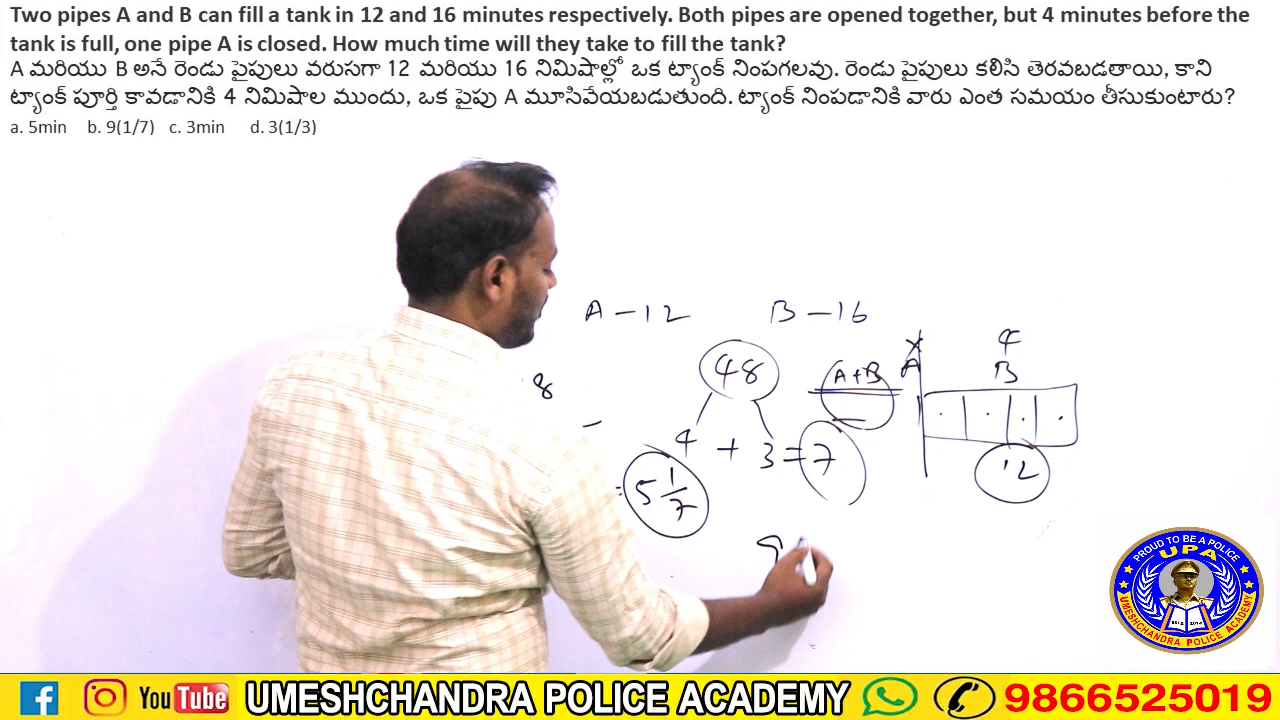 Two pipes A and B can fill a tank in 12 and 16 minutes respectively. Both pipes are opened together, but 4 minutes before the
tank is full, one pipe A is closed. How much time will they take to fill the tank?
A మరియు B అనే రెండు పైపులు వరుసగా 12 మరియు 16 నిమిషాల్లో ఒక ట్యాంక్ నింపగలవు. రెండు పైపులు కలిసి తెరవబడతాయి, కాని
ట్యాంక్ పూర్తి కావడానికి 4 నిమిషాల ముందు, ఒక పైపు A మూసివేయబడుతుంది. ట్యాంక్ నింపడానికి వారు ఎంత సమయం తీసుకుంటారు?
a. 5min b. 9(1/7) c. 3min d. 3(1/3)
A – 12 B – 16
48 A+B A 4
B
8
4 + 3 = 7
= 5 1/7
12
PROUD TO BE A POLICE
UPA
UMESHCHANDRA POLICE ACADEMY
YouTube UMESHCHANDRA POLICE ACADEMY 9866525019